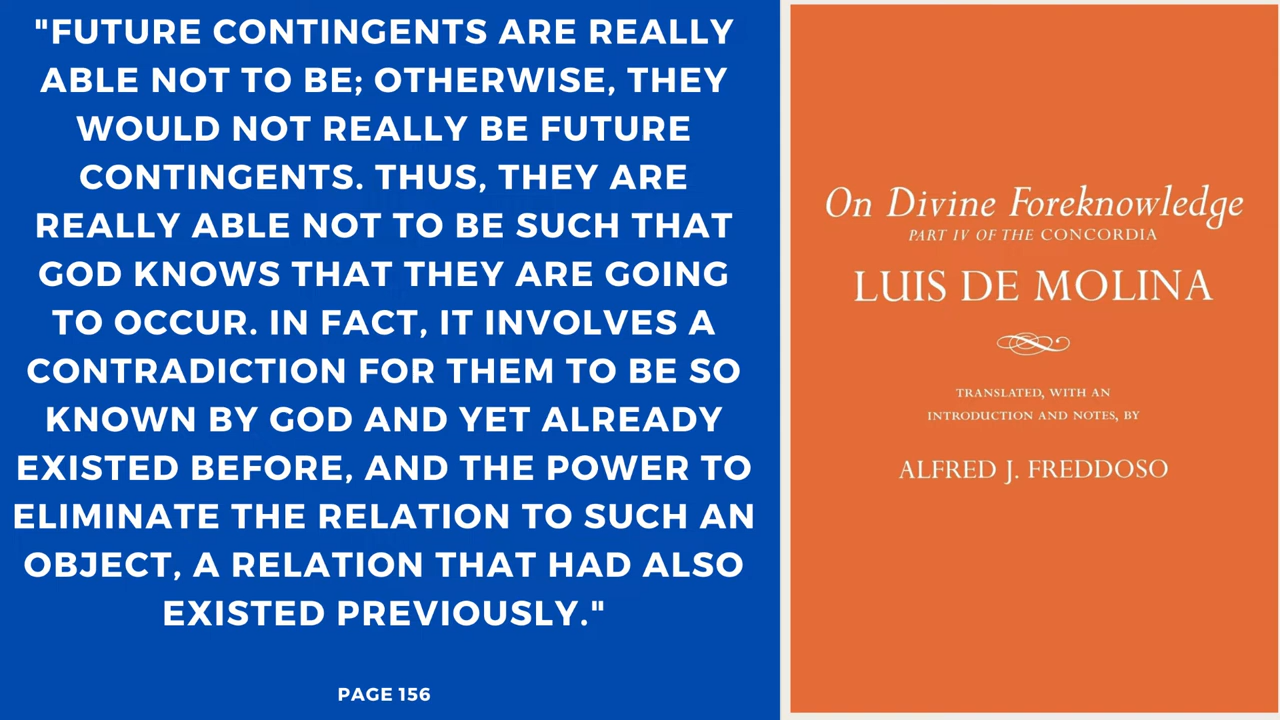 "FUTURE CONTINGENTS ARE REALLY
ABLE NOT TO BE; OTHERWISE, THEY
WOULD NOT REALLY BE FUTURE
CONTINGENTS. THUS, THEY ARE
REALLY ABLE NOT TO BE SUCH THAT
GOD KNOWS THAT THEY ARE GOING
TO OCCUR. IN FACT, IT INVOLVES A
CONTRADICTION FOR THEM TO BE SO
KNOWN BY GOD AND YET ALREADY
EXISTED BEFORE, AND THE POWER TO
ELIMINATE THE RELATION TO SUCH AN
OBJECT, A RELATION THAT HAD ALSO
EXISTED PREVIOUSLY."
PAGE 156
On Divine Foreknowledge
PART IV OF THE CONCORDIA
LUIS DE MOLINA
TRANSLATED, WITH AN
INTRODUCTION AND NOTES, BY
ALFRED J. FREDDOSO